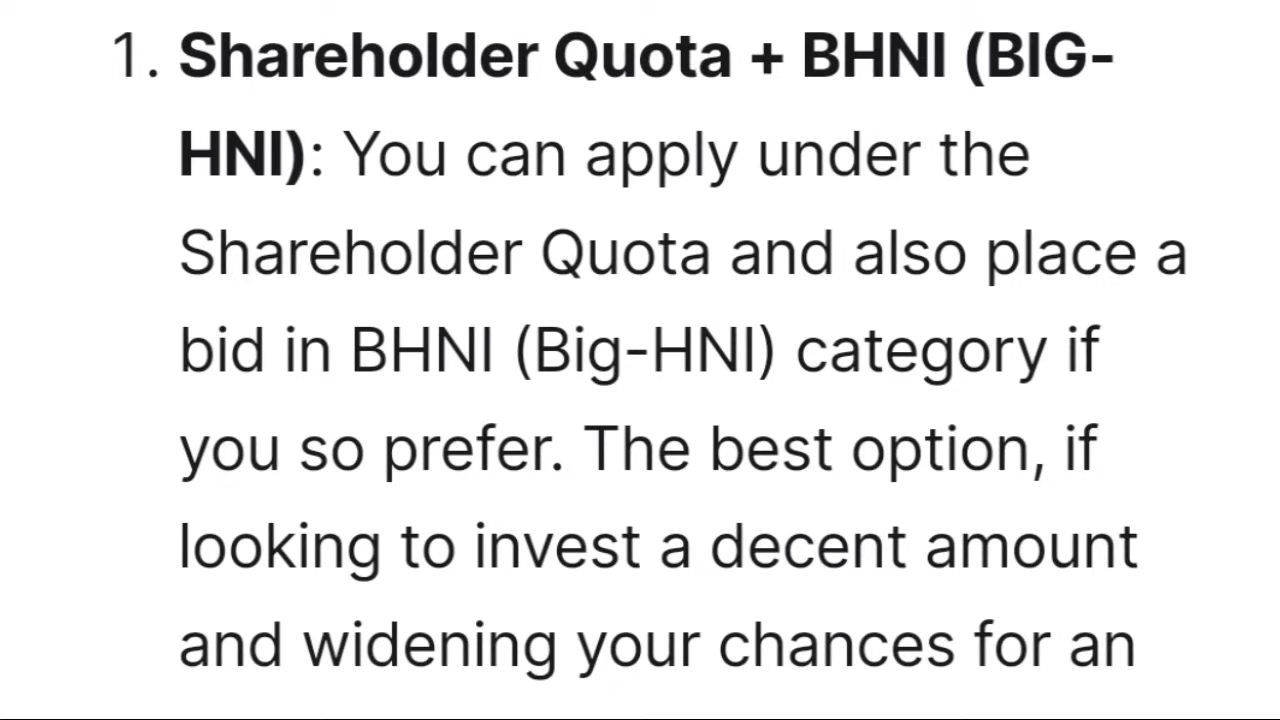 1. Shareholder Quota + BHNI (BIG-
HNI): You can apply under the
Shareholder Quota and also place a
bid in BHNI (Big-HNI) category if
you so prefer. The best option, if
looking to invest a decent amount
and widening your chances for an